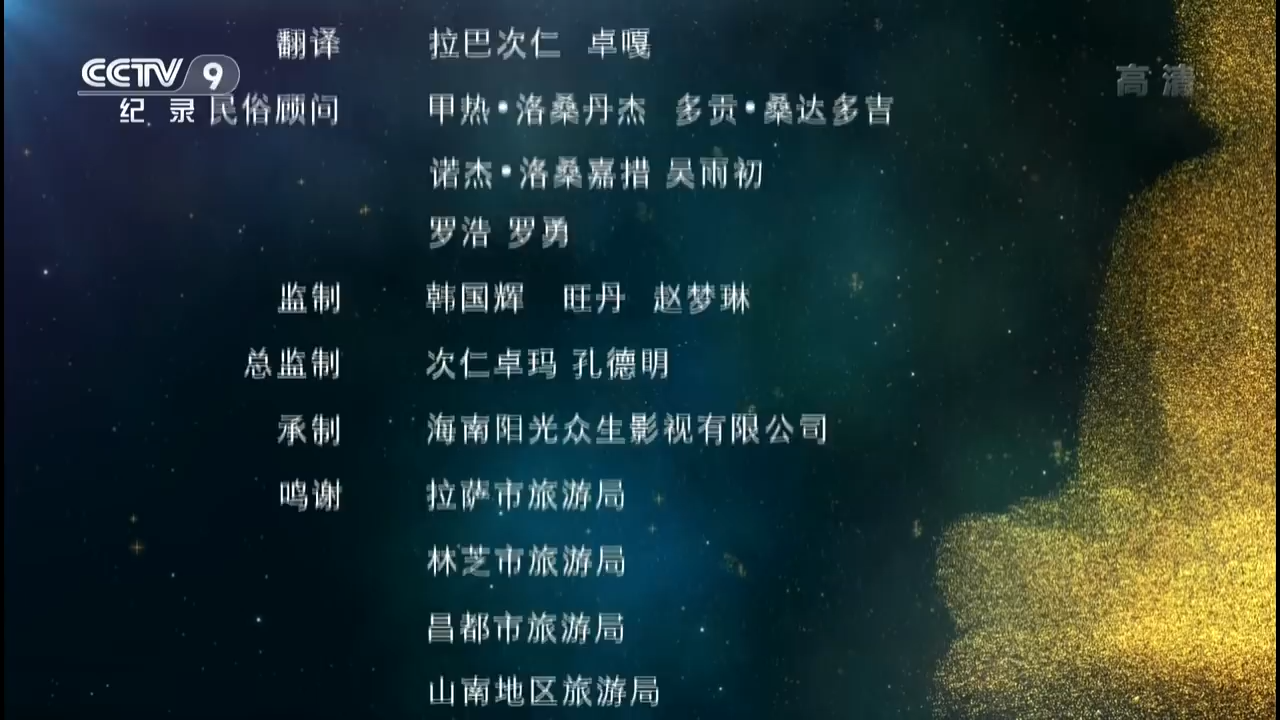 翻译 拉巴次仁 卓嘎
CCTV 9
高清
纪录
民俗顾问 甲热·洛桑丹杰 多贡·桑达多吉
诺杰·洛桑嘉措 吴雨初
罗浩 罗勇
监制 韩国辉 旺丹 赵梦琳
总监制 次仁卓玛 孔德明
承制 海南阳光众生影视有限公司
鸣谢 拉萨市旅游局
林芝市旅游局
昌都市旅游局
山南地区旅游局